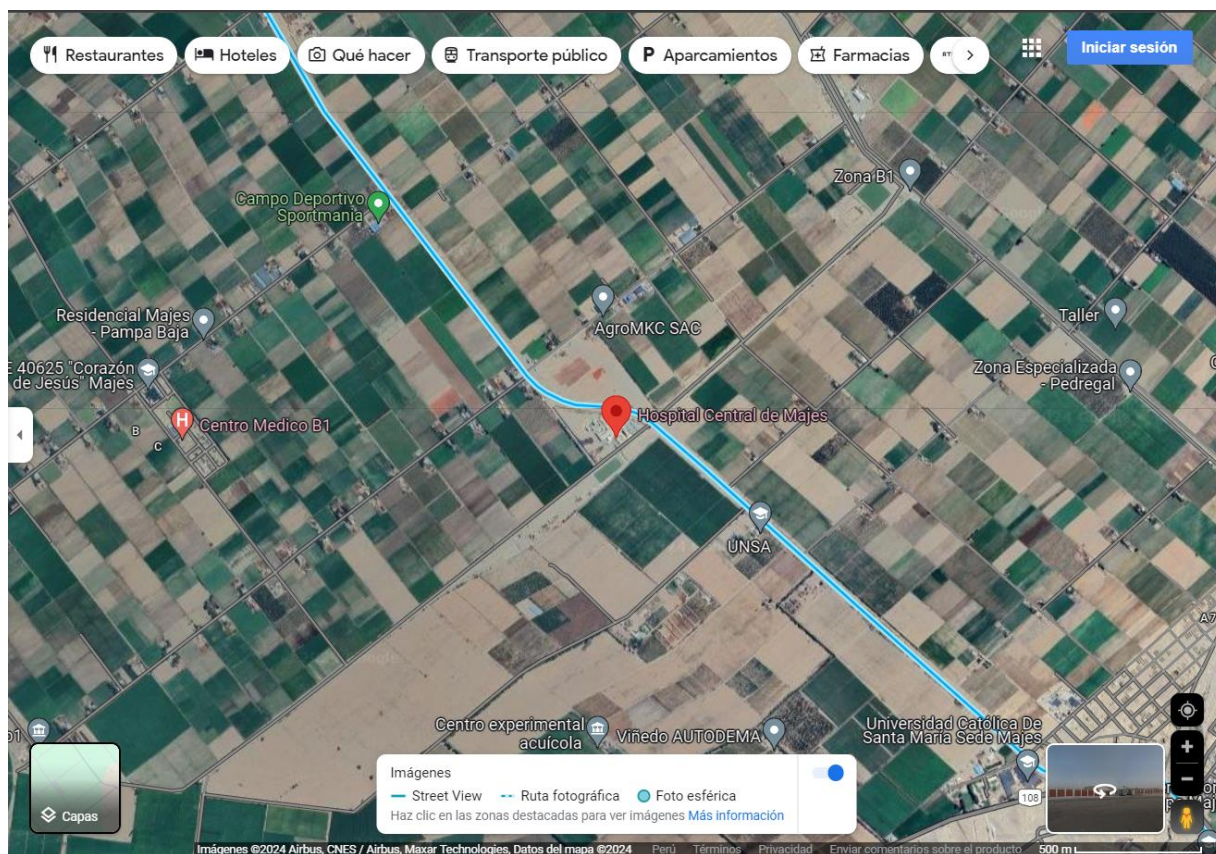 Restaurantes
Hoteles
Qué hacer
Transporte público
P Aparcamientos
Farmacias
Iniciar sesión
Zona B1
Campo Deportivo
Sportmania
Residencial Majes
- Pampa Baja
AgroMKC SAC
Taller
E 40625 "Corazón
de Jesús" Majes
Zona Especializada
- Pedregal
H
Centro Medico B1
Hospital Central de Majes
B
C
UNSA
A7
Centro experimental
acuícola
Viñedo AUTODEMA
Universidad Católica De
Santa María Sede Majes
Imágenes
Street View
Ruta fotográfica
Foto esférica
Haz clic en las zonas destacadas para ver imágenes Más información
108
Capas
Imágenes ©2024 Airbus, CNES / Airbus, Maxar Technologies, Datos del mapa ©2024
Perú
Términos
Privacidad
Enviar comentarios sobre el producto
500 m